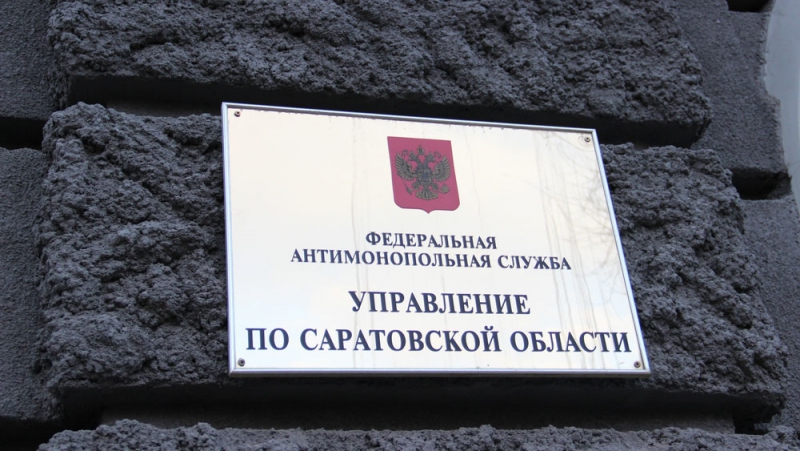 ФЕДЕРАЛЬНАЯ
АНТИМОНОПОЛЬНАЯ СЛУЖБА
УПРАВЛЕНИЕ
ПО САРАТОВСКОЙ ОБЛАСТИ